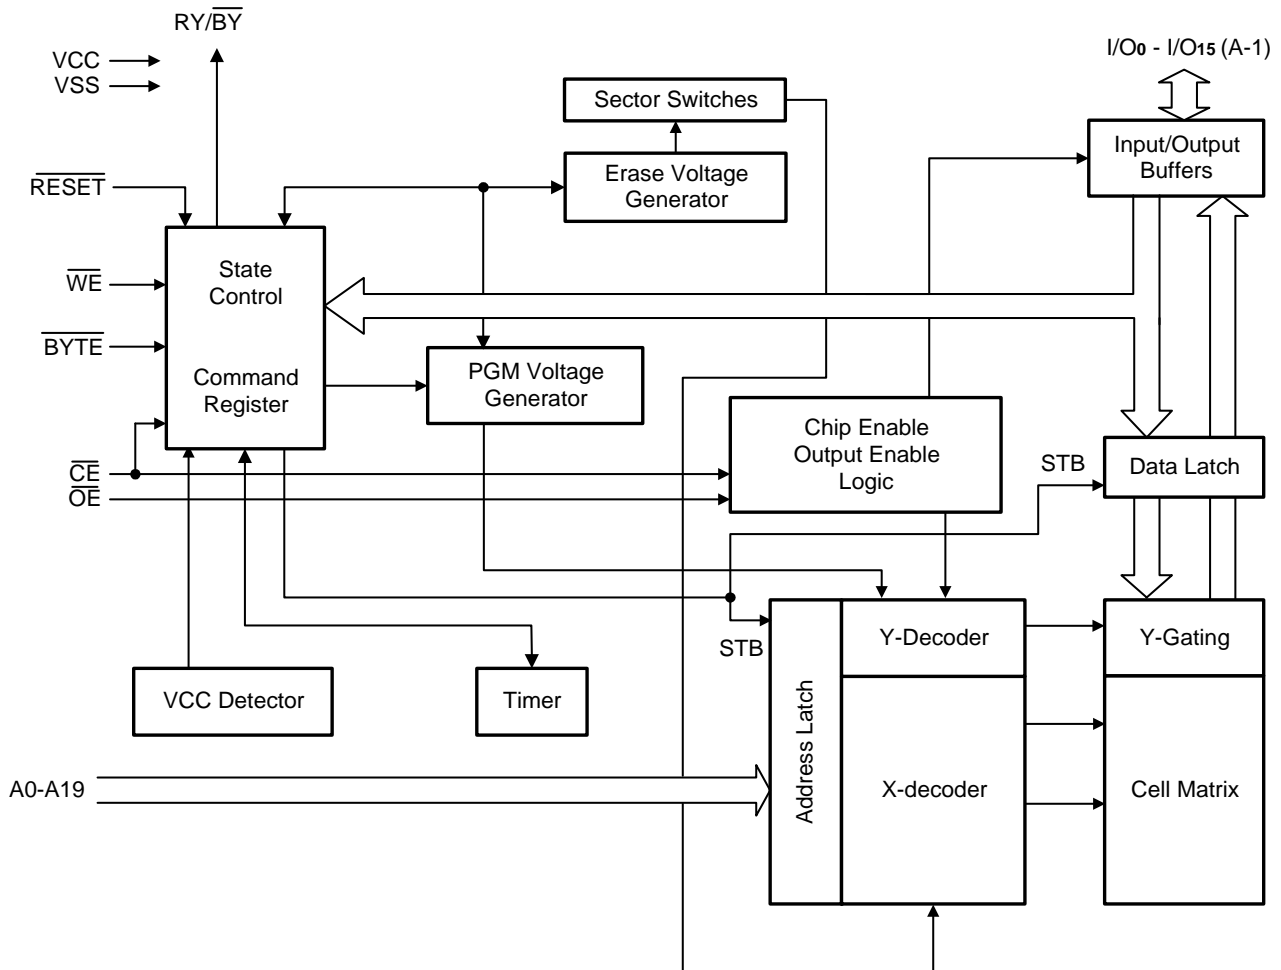 RY/BY
VCC
VSS
I/O0 - I/O15 (A-1)
Sector Switches
Input/Output
Buffers
Erase Voltage
Generator
RESET
State
Control
WE
BYTE
Command
Register
PGM Voltage
Generator
Chip Enable
Output Enable
Logic
CE
OE
STB
Data Latch
STB
Y-Decoder
Y-Gating
VCC Detector
Timer
Address Latch
A0-A19
X-decoder
Cell Matrix